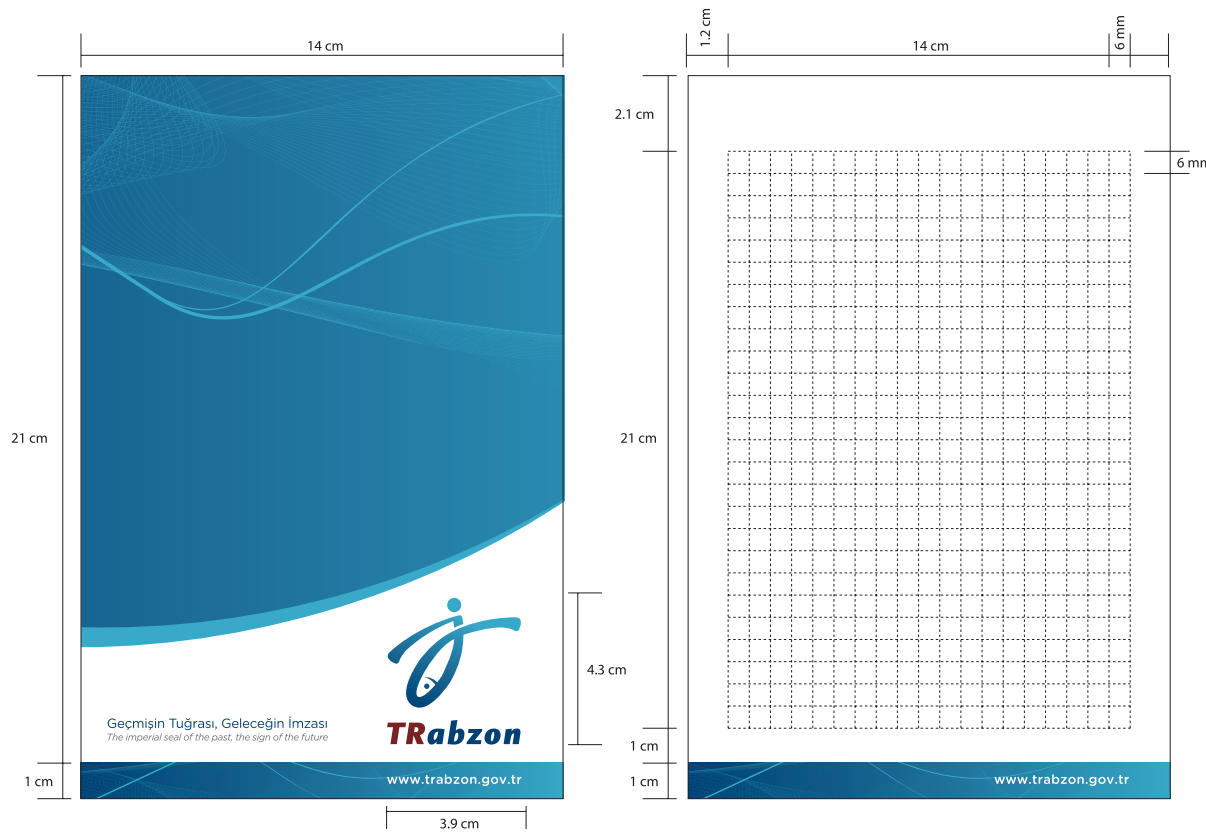 14 cm
1.2 cm
14 cm
6 mm
2.1 cm
6 mm
21 cm
21 cm
4.3 cm
Geçmişin Tuğrası, Geleceğin İmzası
The imperial seal of the past, the sign of the future
TRabzon
1 cm
1 cm
www.trabzon.gov.tr
1 cm
www.trabzon.gov.tr
3.9 cm